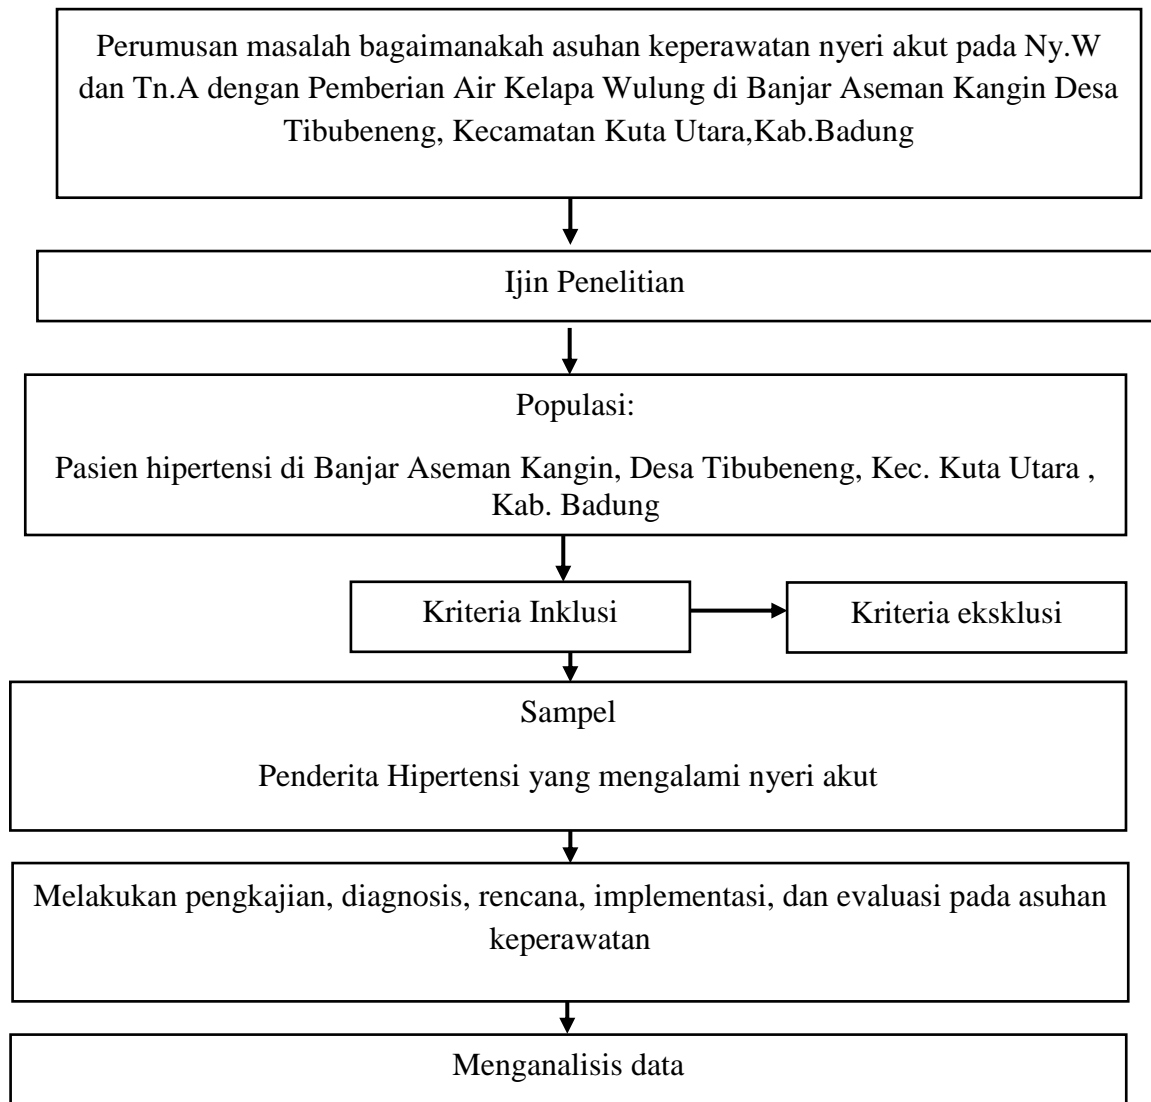 Perumusan masalah bagaimanakah asuhan keperawatan nyeri akut pada Ny.W
dan Tn.A dengan Pemberian Air Kelapa Wulung di Banjar Aseman Kangin Desa
Tibubeneng, Kecamatan Kuta Utara,Kab.Badung
Ijin Penelitian
Populasi:
Pasien hipertensi di Banjar Aseman Kangin, Desa Tibubeneng, Kec. Kuta Utara ,
Kab. Badung
Kriteria Inklusi
Kriteria eksklusi
Sampel
Penderita Hipertensi yang mengalami nyeri akut
Melakukan pengkajian, diagnosis, rencana, implementasi, dan evaluasi pada asuhan
keperawatan
Menganalisis data